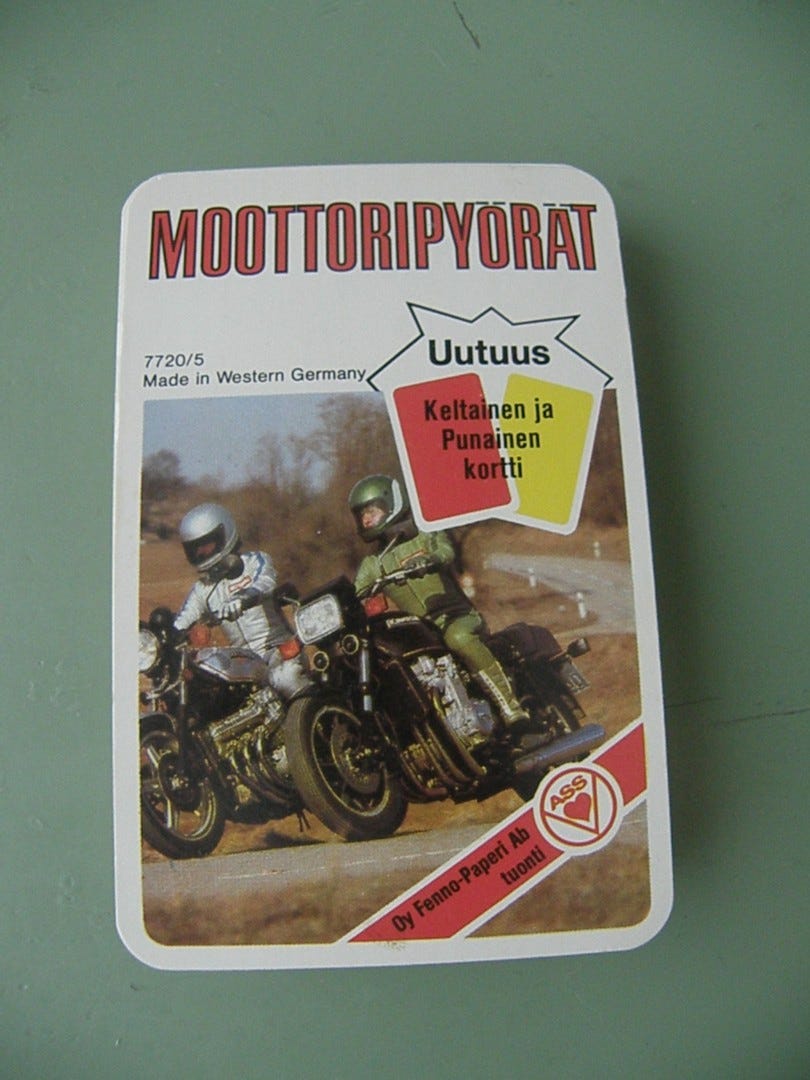 MOOTTORIPYÖRÄT
7720/5
Made in Western Germany
Uutuus
Keltainen ja
Punainen
kortti
ASS
Oy Fenno-Paperi Ab
tuonti